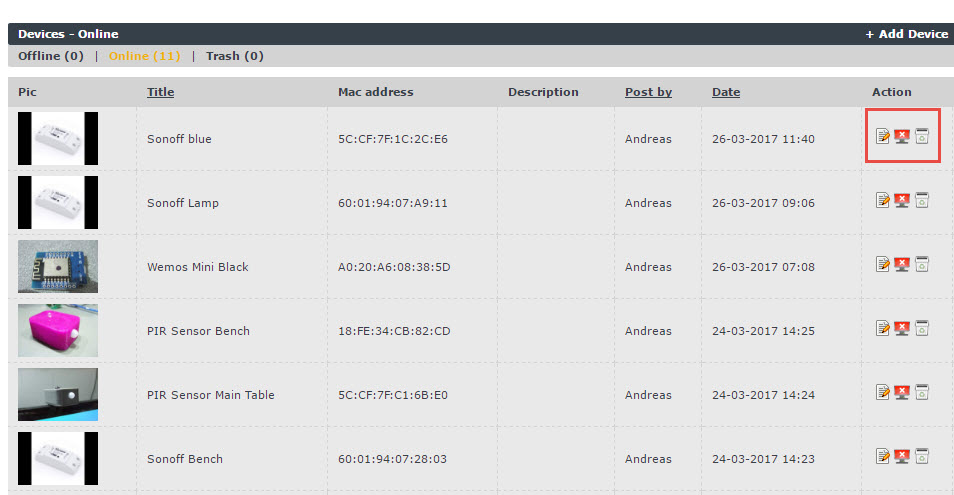 Devices - Online + Add Device
Offline (0) | Online (11) | Trash (0)
Pic Title Mac address Description Post by Date Action
Sonoff blue 5C:CF:7F:1C:2C:E6 Andreas 26-03-2017 11:40
Sonoff Lamp 60:01:94:07:A9:11 Andreas 26-03-2017 09:06
Wemos Mini Black A0:20:A6:08:38:5D Andreas 26-03-2017 07:08
PIR Sensor Bench 18:FE:34:CB:82:CD Andreas 24-03-2017 14:25
PIR Sensor Main Table 5C:CF:7F:C1:6B:E0 Andreas 24-03-2017 14:24
Sonoff Bench 60:01:94:07:28:03 Andreas 24-03-2017 14:23